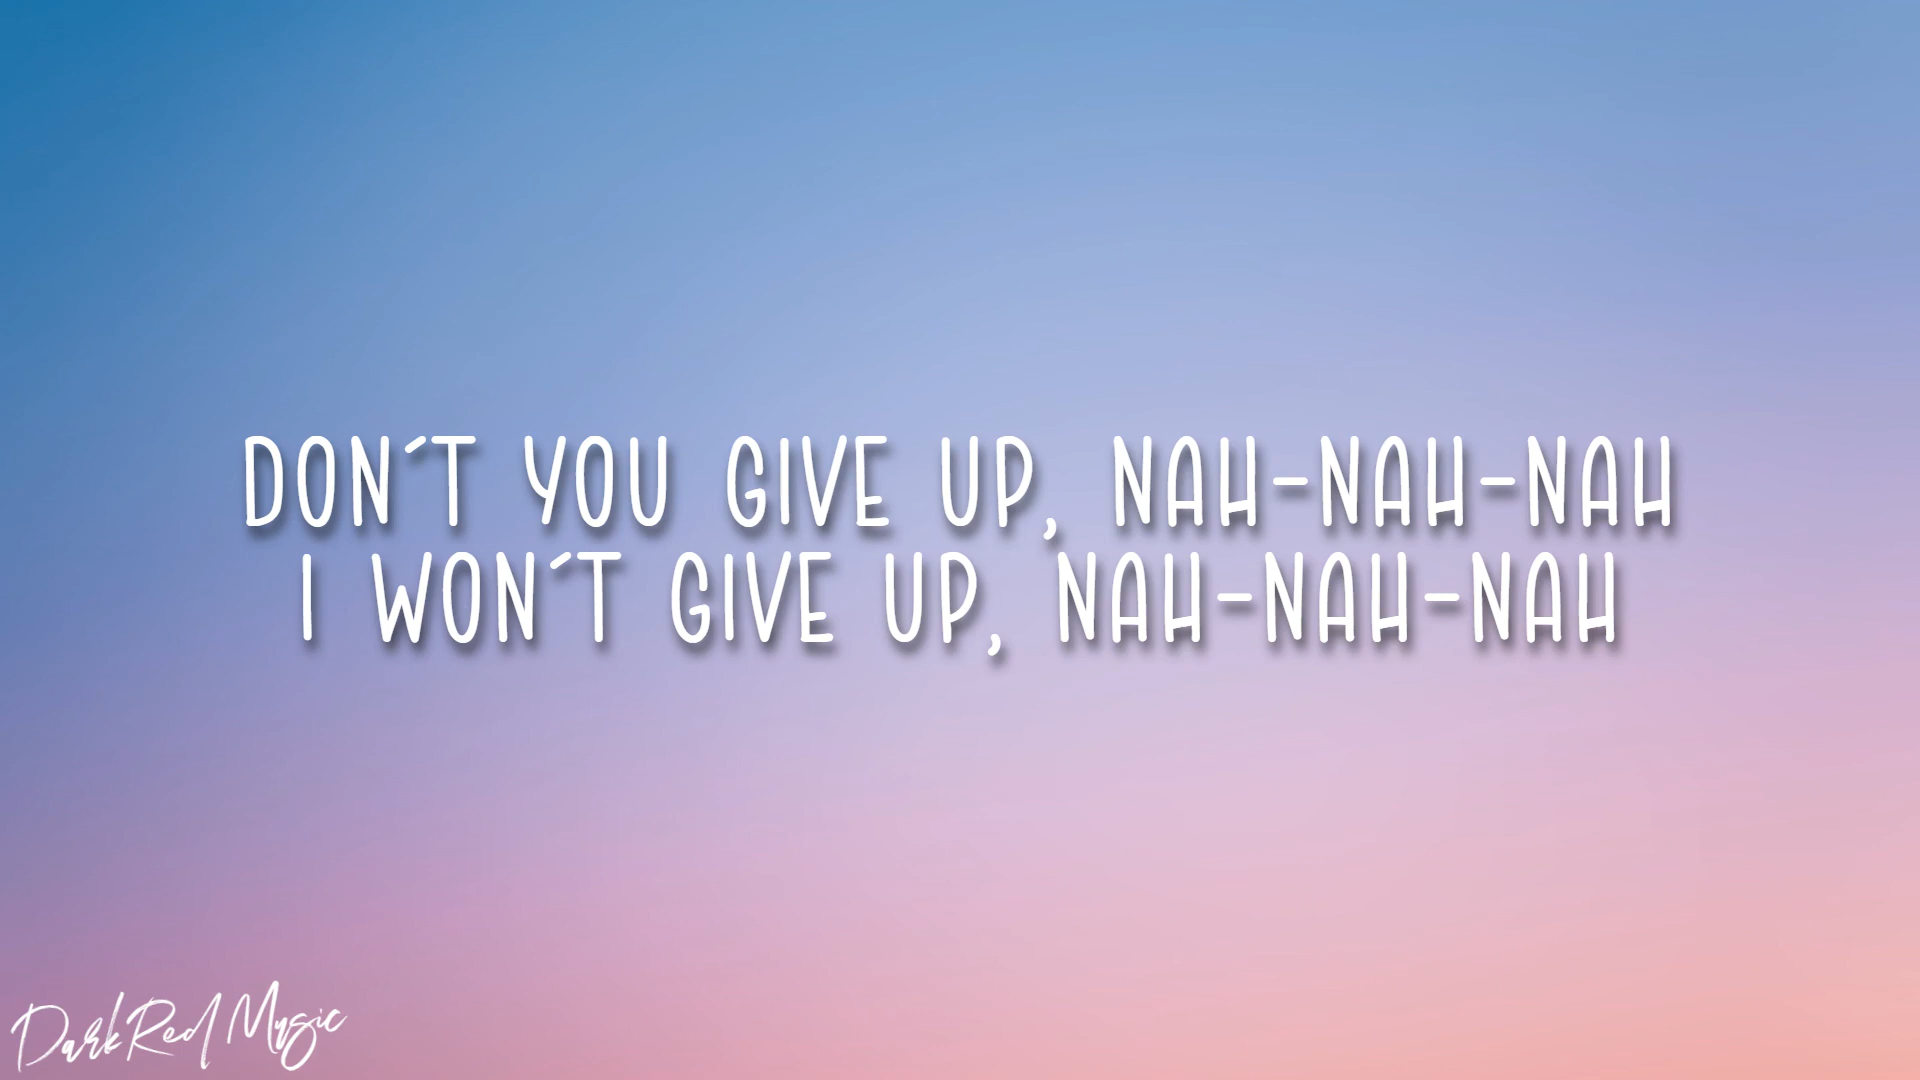 DON´T YOU GIVE UP, NAH-NAH-NAH
I WON´T GIVE UP, NAH-NAH-NAH
DarkRed Music